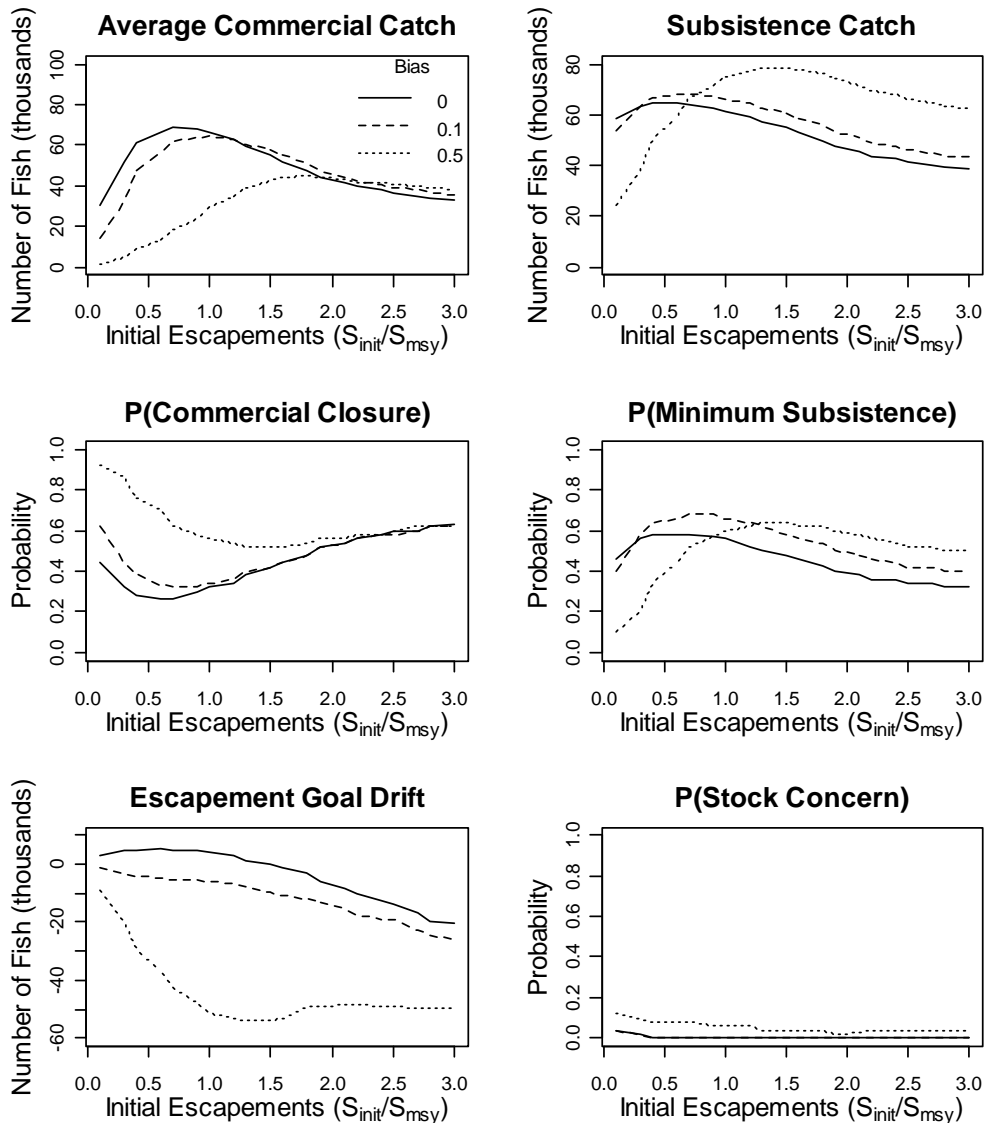 Average Commercial Catch
Number of Fish (thousands)
0 20 40 60 80 100
Bias
0
0.1
0.5
0.0 0.5 1.0 1.5 2.0 2.5 3.0
Initial Escapements (Sinit/Smsy)
Subsistence Catch
Number of Fish (thousands)
0 20 40 60 80
0.0 0.5 1.0 1.5 2.0 2.5 3.0
Initial Escapements (Sinit/Smsy)
P(Commercial Closure)
Probability
0.0 0.2 0.4 0.6 0.8 1.0
0.0 0.5 1.0 1.5 2.0 2.5 3.0
Initial Escapements (Sinit/Smsy)
P(Minimum Subsistence)
Probability
0.0 0.2 0.4 0.6 0.8 1.0
0.0 0.5 1.0 1.5 2.0 2.5 3.0
Initial Escapements (Sinit/Smsy)
Escapement Goal Drift
Number of Fish (thousands)
-60 -40 -20 0
0.0 0.5 1.0 1.5 2.0 2.5 3.0
Initial Escapements (Sinit/Smsy)
P(Stock Concern)
Probability
0.0 0.2 0.4 0.6 0.8 1.0
0.0 0.5 1.0 1.5 2.0 2.5 3.0
Initial Escapements (Sinit/Smsy)